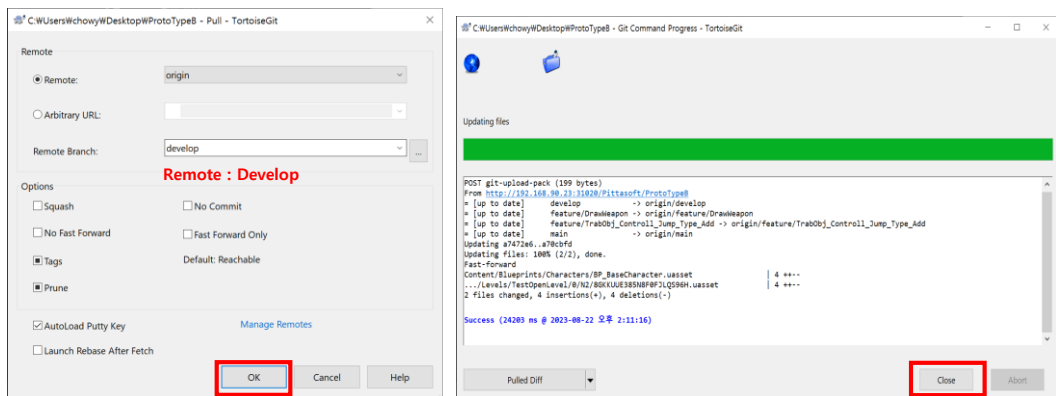 C:₩Users₩chowy₩Desktop₩ProtoTypeB - Pull - TortoiseGit
Remote
Remote:
origin
Arbitrary URL:
Remote Branch:
develop
...
Remote : Develop
Options
Squash
No Commit
No Fast Forward
Fast Forward Only
Tags
Default: Reachable
Prune
AutoLoad Putty Key
Manage Remotes
Launch Rebase After Fetch
OK
Cancel
Help
C:₩Users₩chowy₩Desktop₩ProtoTypeB - Git Command Progress - TortoiseGit
Updating files
POST git-upload-pack (199 bytes)
From http://192.168.90.23:31020/Pittasoft/ProtoTypeB
= [up to date] develop -> origin/develop
= [up to date] feature/DrawWeapon -> origin/feature/DrawWeapon
= [up to date] feature/TrabObj_Controll_Jump_Type_Add -> origin/feature/TrabObj_Controll_Jump_Type_Add
= [up to date] main -> origin/main
Updating a7472e6..a70cbfd
Updating files: 100% (2/2), done.
Fast-forward
Content/Blueprints/Characters/BP_BaseCharacter.uasset | 4 ++--
.../Levels/TestOpenLevel/0/N2/8GKKUUE385N8F0FJLQS96H.uasset | 4 ++--
2 files changed, 4 insertions(+), 4 deletions(-)
Success (24203 ms @ 2023-08-22 오후 2:11:16)
Pulled Diff
Close
Abort